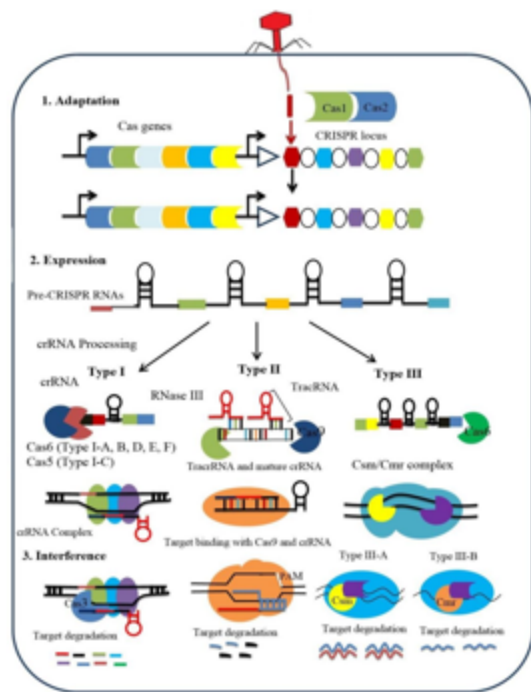 1. Adaptation
Cas1 Cas2
Cas genes
CRISPR locus
2. Expression
Pre-CRISPR RNAs
crRNA Processing
Type I
Type II
Type III
crRNA
RNase III
TracRNA
Cas9
Cas6
Cas6 (Type I-A, B, D, E, F)
Cas5 (Type I-C)
TracrRNA and mature crRNA
Csm/Cmr complex
crRNA Complex
Target binding with Cas9 and crRNA
Type III-A
Type III-B
3. Interference
PAM
Cas3
Csm
Cmr
Target degradation
Target degradation
Target degradation
Target degradation